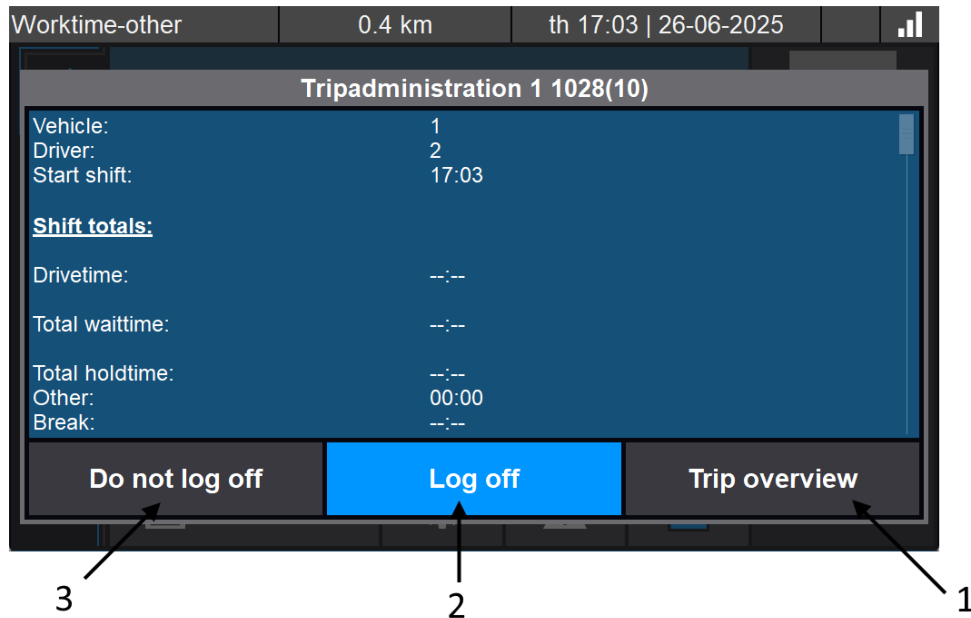 Worktime-other 0.4 km th 17:03 | 26-06-2025
Tripadministration 1 1028(10)
Vehicle: 1
Driver: 2
Start shift: 17:03
Shift totals:
Drivetime: --:--
Total waittime: --:--
Total holdtime: --:--
Other: 00:00
Break: --:--
Do not log off Log off Trip overview
3 2 1